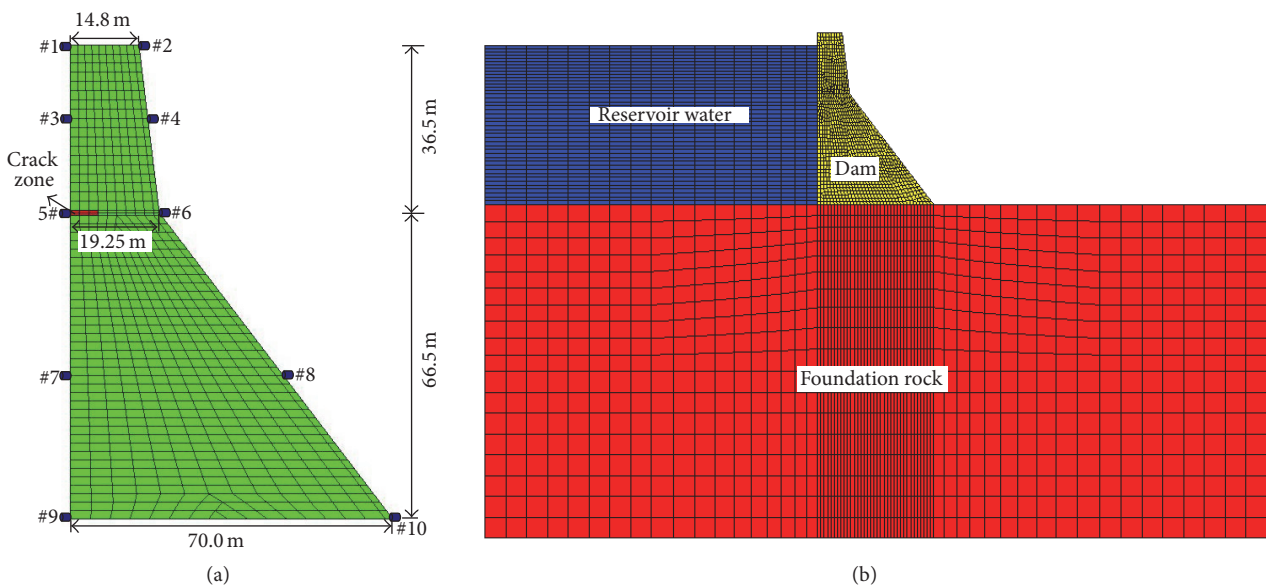 14.8 m
#1
#2
#3
#4
Crack
zone
5#
#6
19.25 m
#7
#8
#9
#10
70.0 m
36.5 m
66.5 m
(a)
Reservoir water
Dam
Foundation rock
(b)